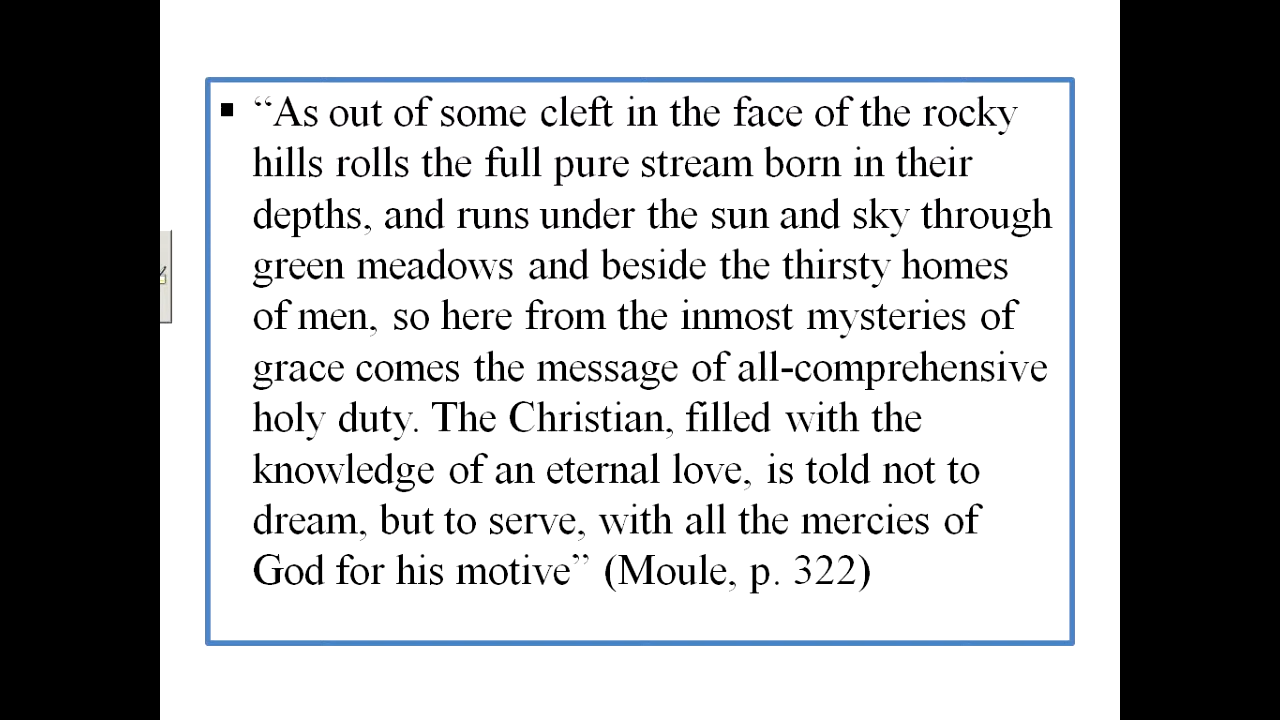 ▪ “As out of some cleft in the face of the rocky
hills rolls the full pure stream born in their
depths, and runs under the sun and sky through
green meadows and beside the thirsty homes
of men, so here from the inmost mysteries of
grace comes the message of all-comprehensive
holy duty. The Christian, filled with the
knowledge of an eternal love, is told not to
dream, but to serve, with all the mercies of
God for his motive” (Moule, p. 322)